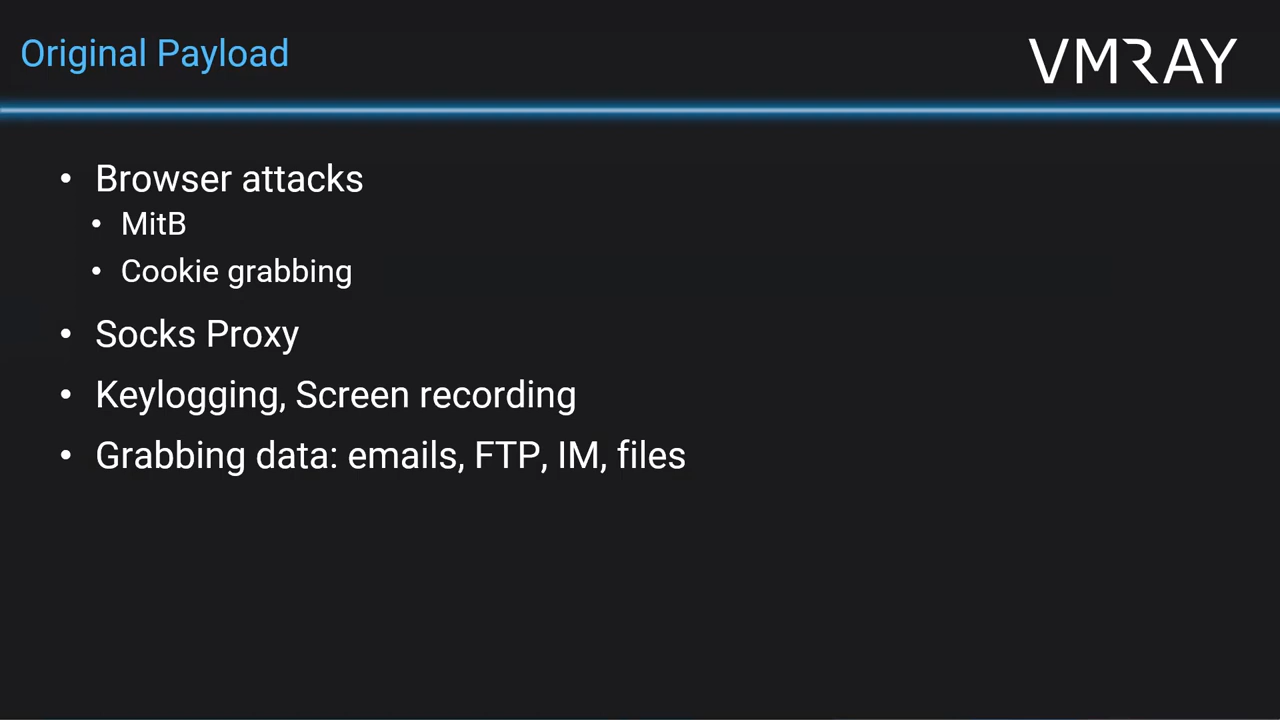 Original Payload
VMRAY
• Browser attacks
• MitB
• Cookie grabbing
• Socks Proxy
• Keylogging, Screen recording
• Grabbing data: emails, FTP, IM, files